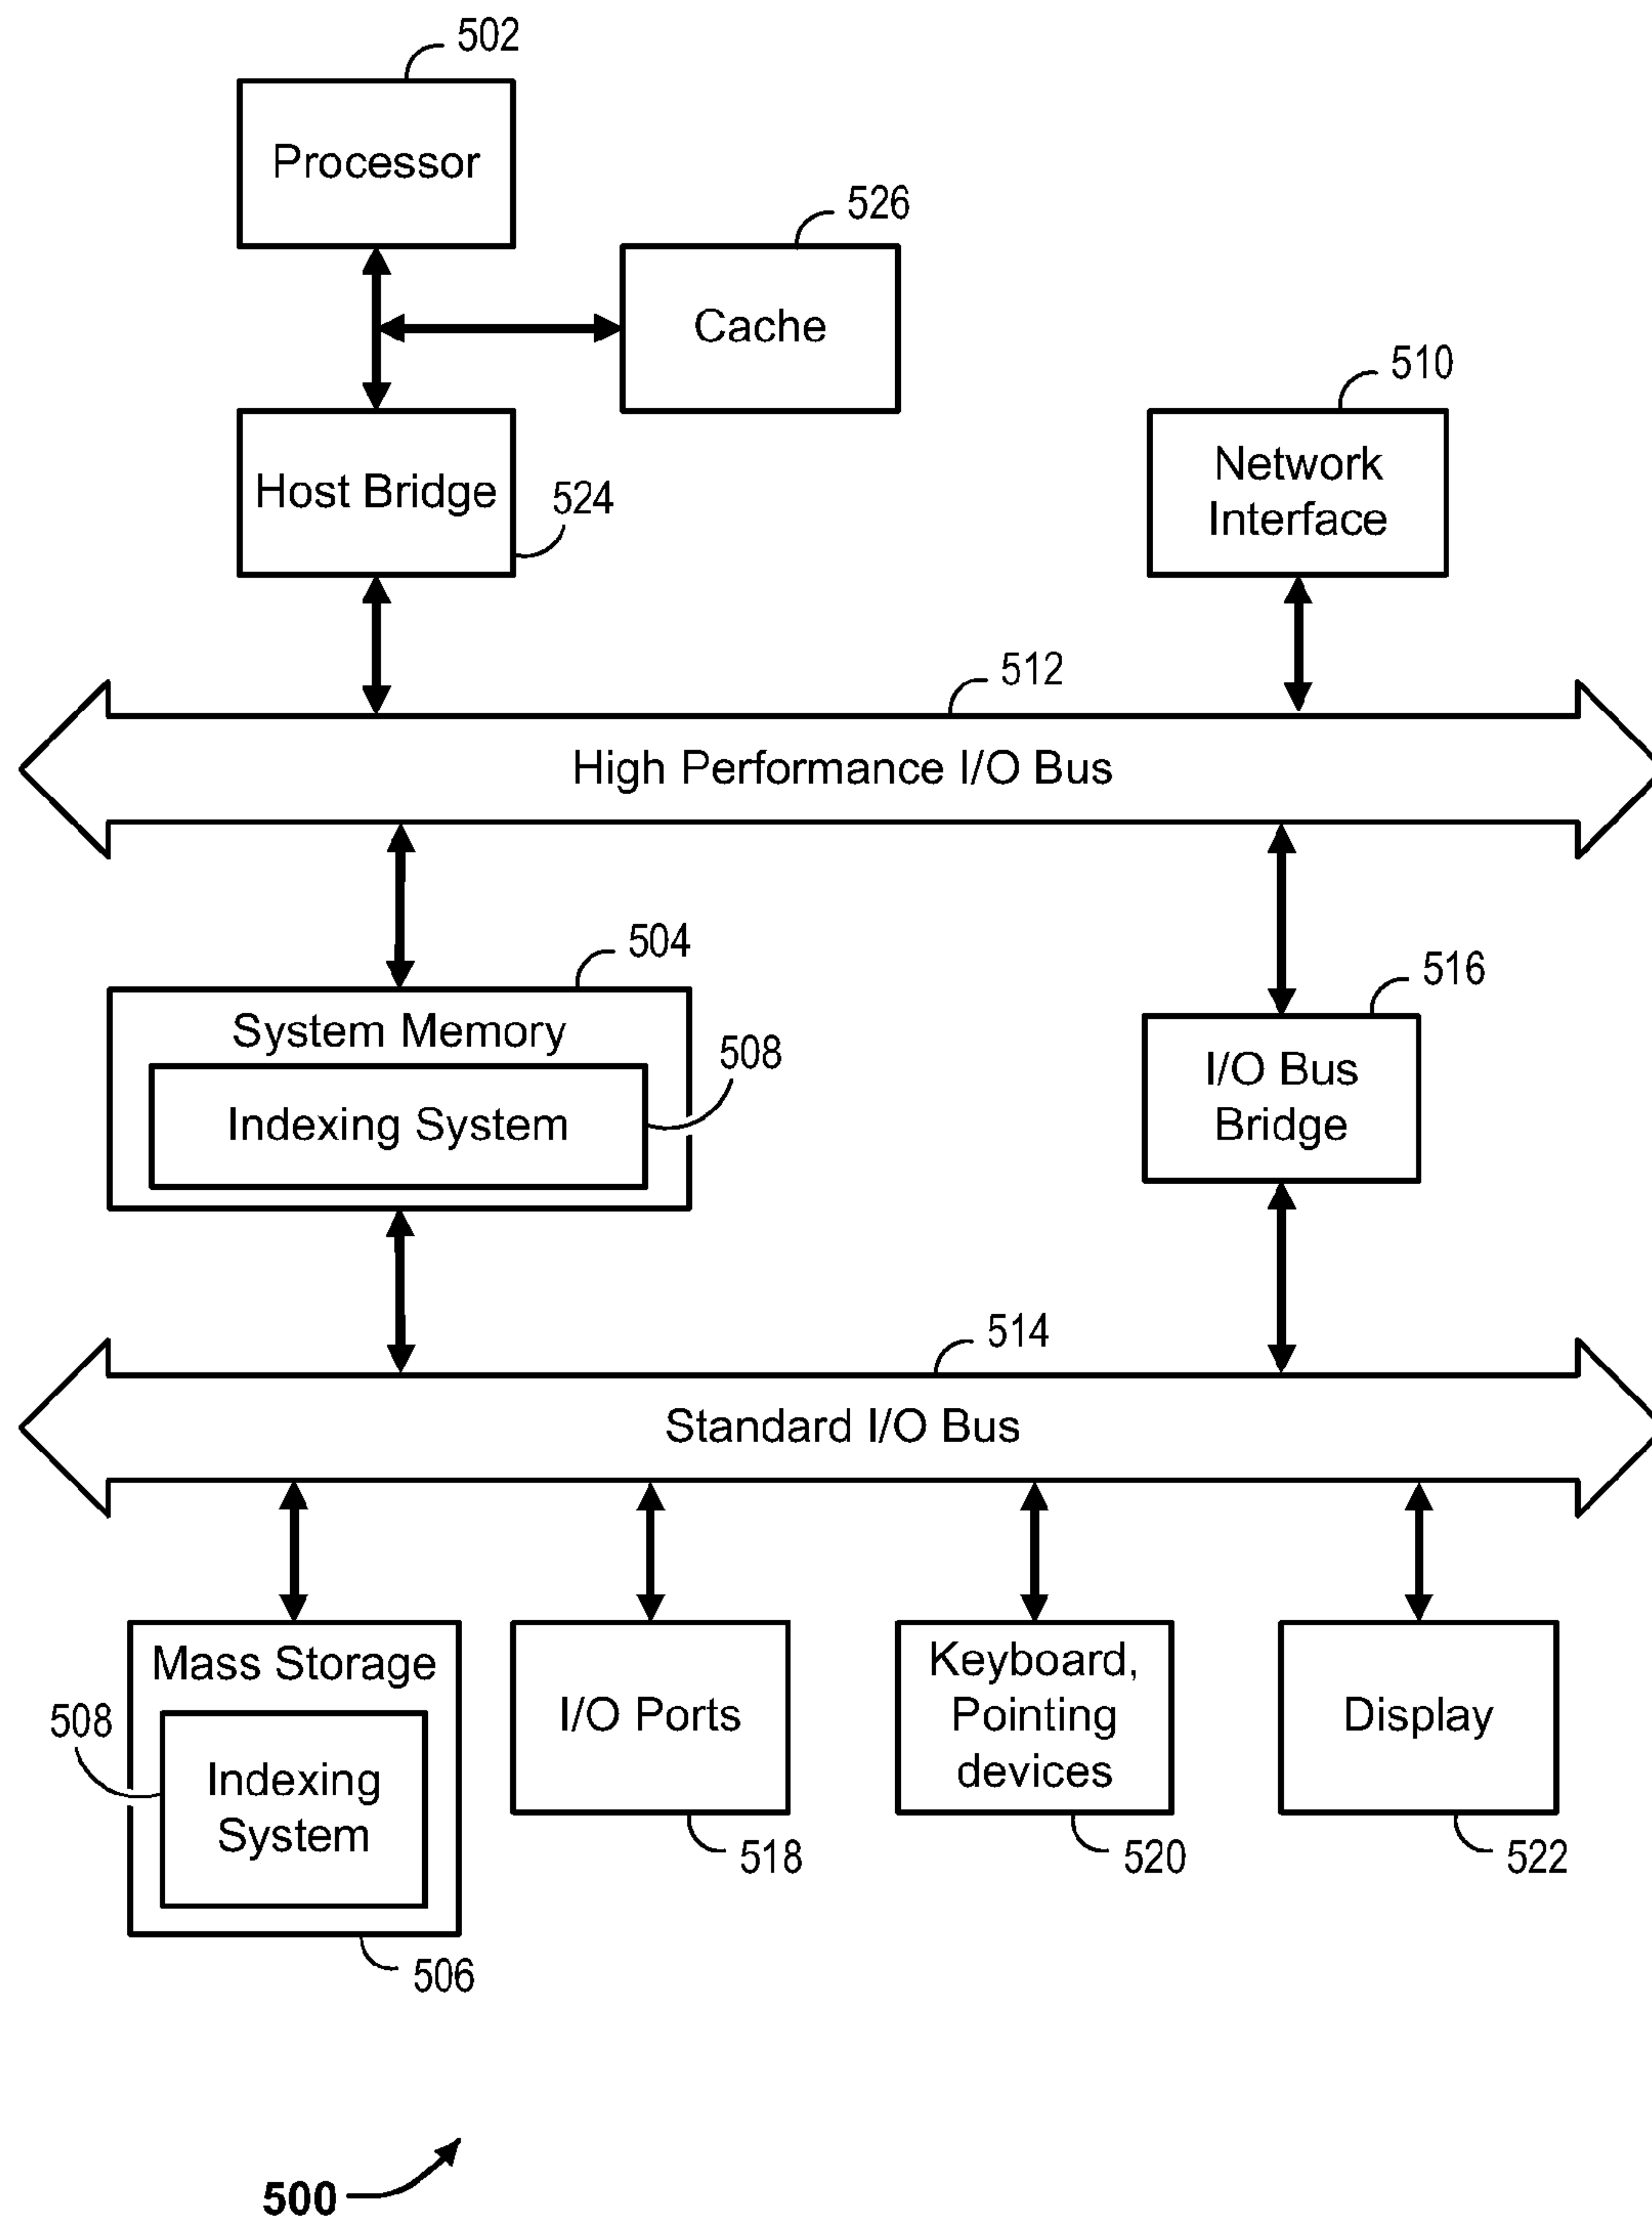 502
Processor
526
Cache
510
Network
Interface
Host Bridge
524
512
High Performance I/O Bus
504
System Memory
508
Indexing System
516
I/O Bus
Bridge
514
Standard I/O Bus
Mass Storage
508
Indexing
System
506
I/O Ports
518
Keyboard,
Pointing
devices
520
Display
522
500